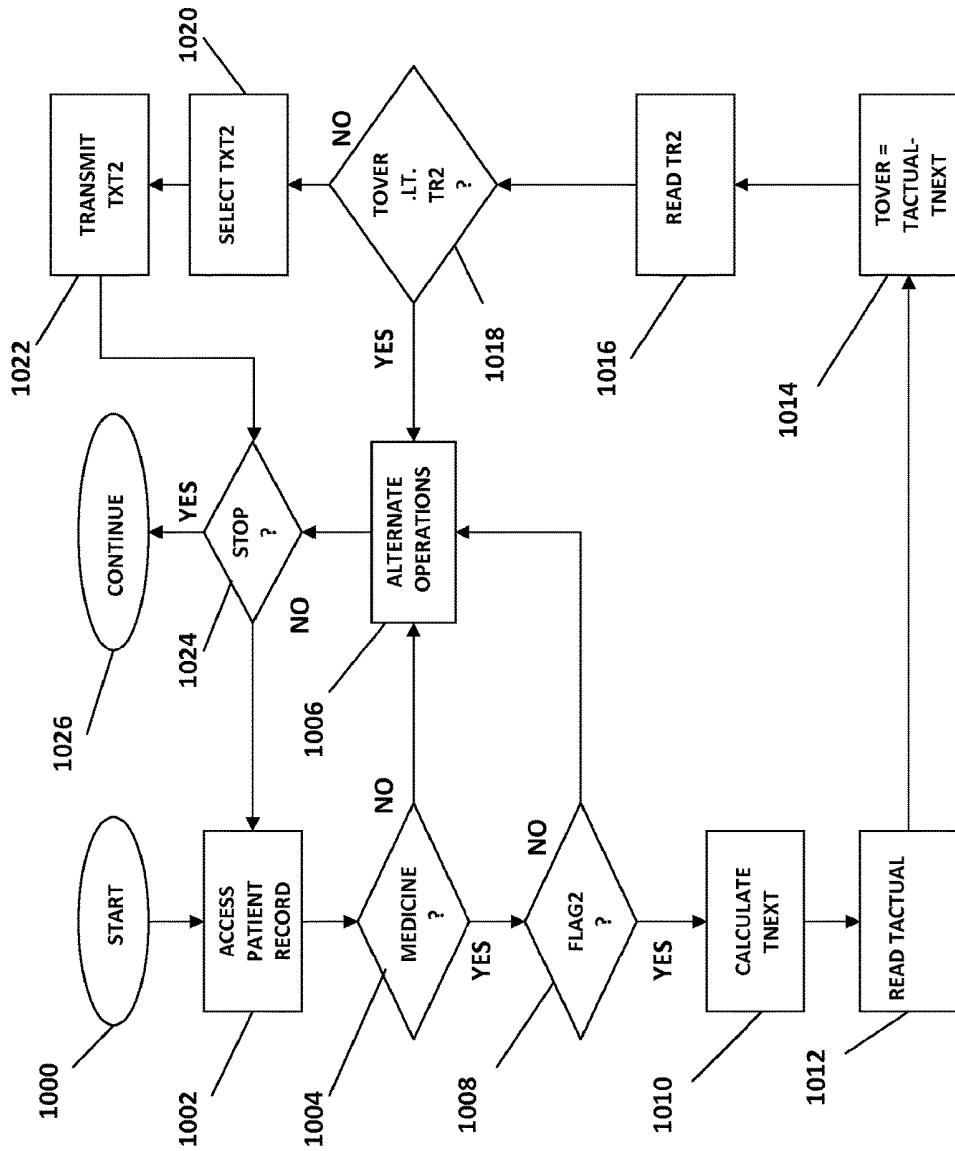 1000
START
1002
ACCESS
PATIENT
RECORD
1004
MEDICINE
?
NO
YES
1008
FLAG2
?
NO
YES
1010
CALCULATE
TNEXT
1012
READ TACTUAL
1026
CONTINUE
YES
1024
STOP
?
NO
1006
ALTERNATE
OPERATIONS
1022
TRANSMIT
TXT2
1020
SELECT TXT2
NO
TOVER
.LT.
TR2
?
YES
1018
1016
READ TR2
1014
TOVER =
TACTUAL-
TNEXT